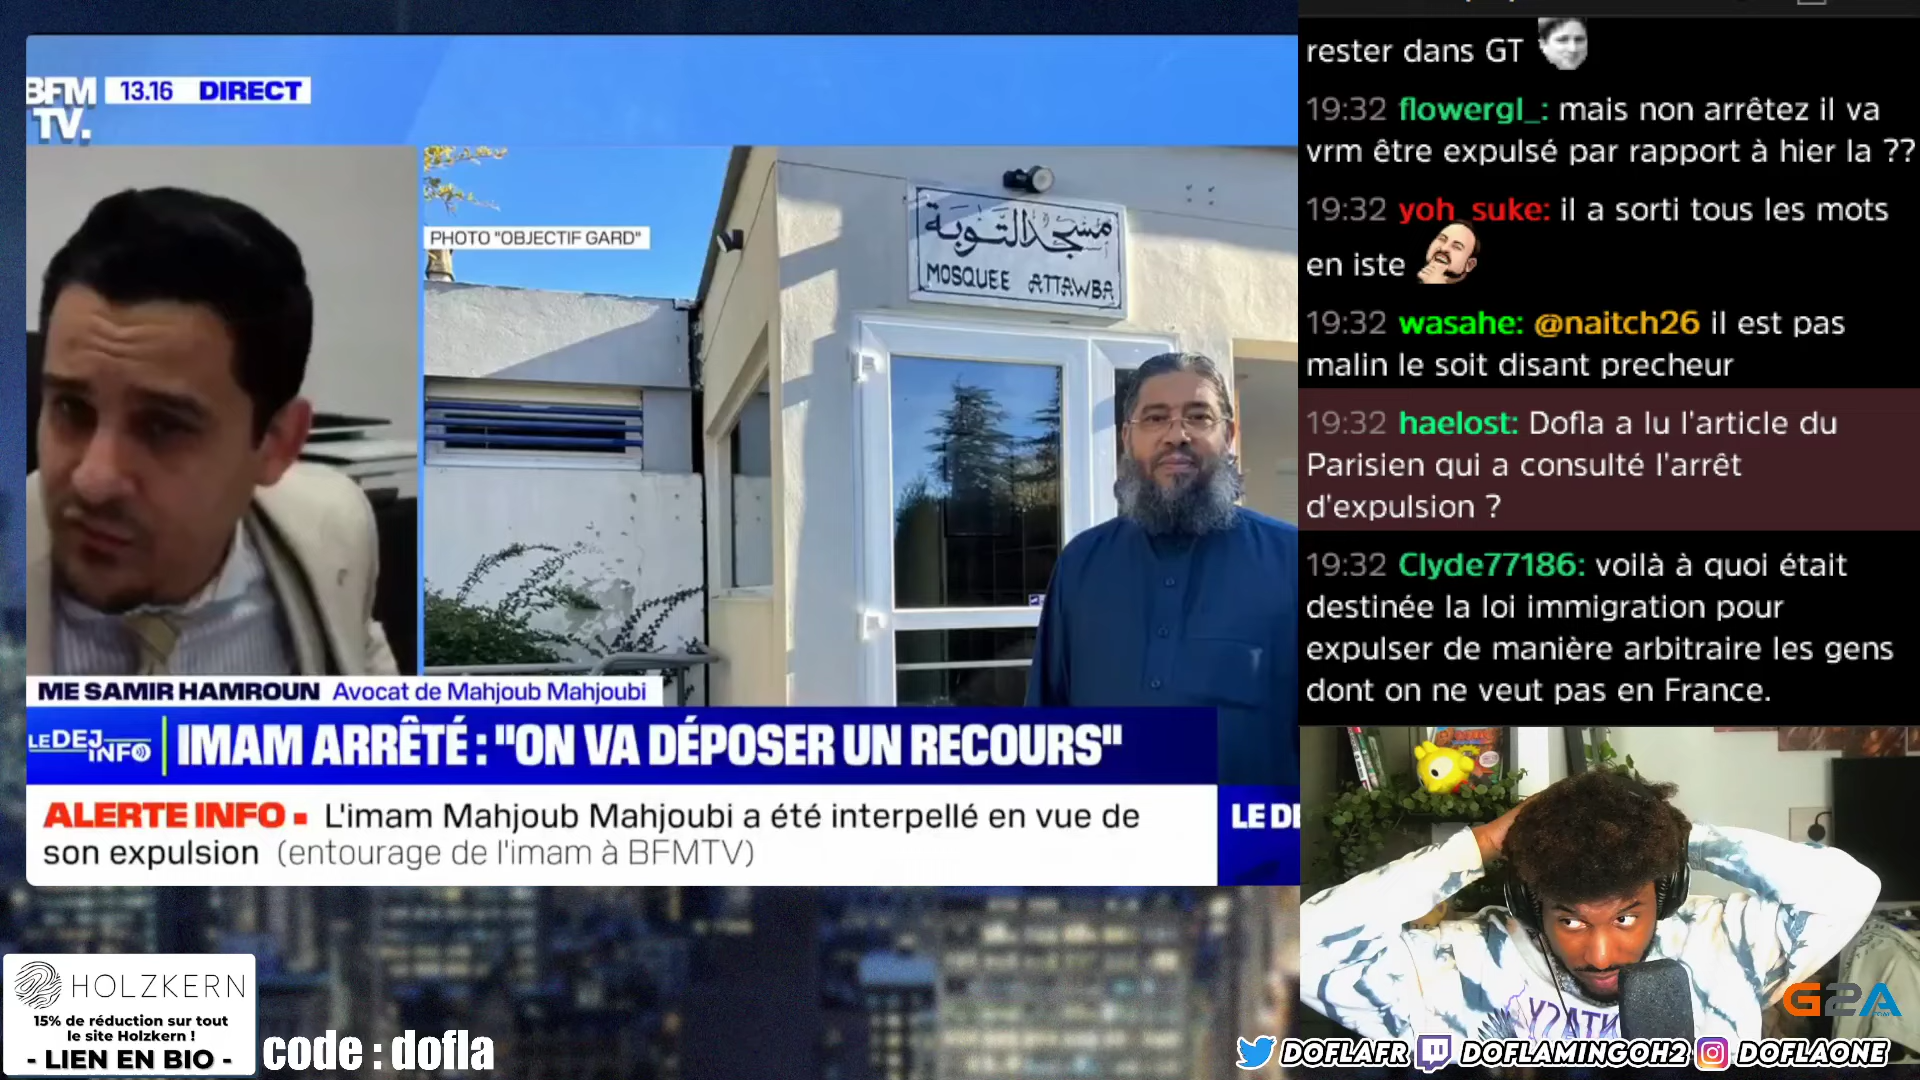 BFM
TV.
13.16 DIRECT
PHOTO "OBJECTIF GARD"
مسجد التوبة
MOSQUEE ATTAWBA
ME SAMIR HAMROUN Avocat de Mahjoub Mahjoubi
LE DEJ INFO
IMAM ARRÊTÉ : "ON VA DÉPOSER UN RECOURS"
ALERTE INFO ▪ L'imam Mahjoub Mahjoubi a été interpellé en vue de
son expulsion (entourage de l'imam à BFMTV)
LE DE
rester dans GT
19:32 flowergl_: mais non arrêtez il va
vrm être expulsé par rapport à hier la ??
19:32 yoh_suke: il a sorti tous les mots
en iste
19:32 wasahe: @naitch26 il est pas
malin le soit disant precheur
19:32 haelost: Dofla a lu l'article du
Parisien qui a consulté l'arrêt
d'expulsion ?
19:32 Clyde77186: voilà à quoi était
destinée la loi immigration pour
expulser de manière arbitraire les gens
dont on ne veut pas en France.
HOLZKERN
15% de réduction sur tout
le site Holzkern !
- LIEN EN BIO -
code : dofla
G2A
DOFLAFR DOFLAMINGOH2 DOFLAONE